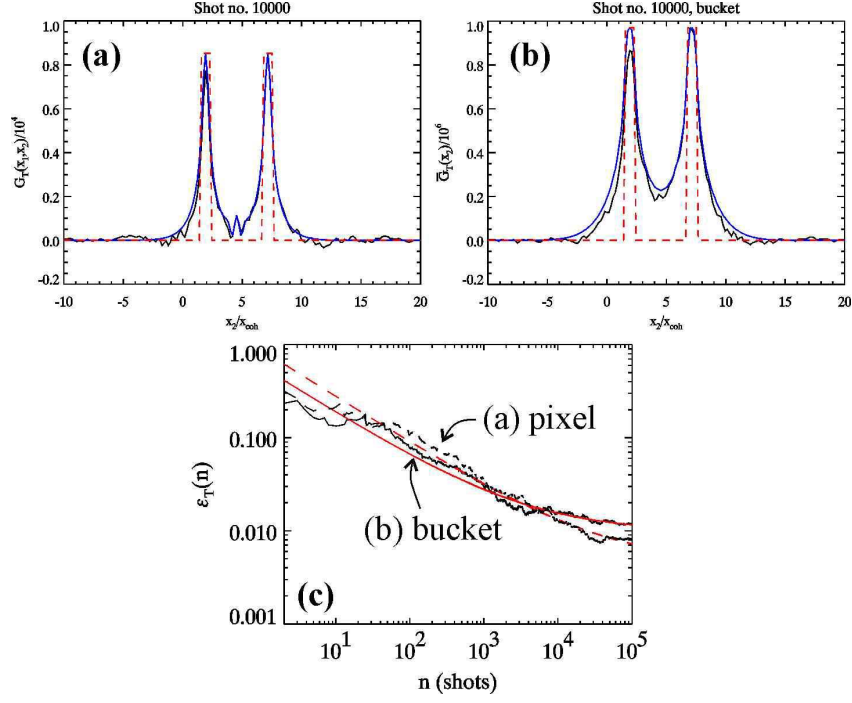 Shot no. 10000
(a)
G_T(x_1,x_2)/10^4
1.0
0.8
0.6
0.4
0.2
0.0
-0.2
-10
-5
0
5
10
15
20
x_2/x_coh
Shot no. 10000, bucket
(b)
G̅_T(x_2)/10^6
1.0
0.8
0.6
0.4
0.2
0.0
-0.2
-10
-5
0
5
10
15
20
x_2/x_coh
1.000
0.100
0.010
0.001
ε_T(n)
(a) pixel
(b) bucket
(c)
10^1
10^2
10^3
10^4
10^5
n (shots)